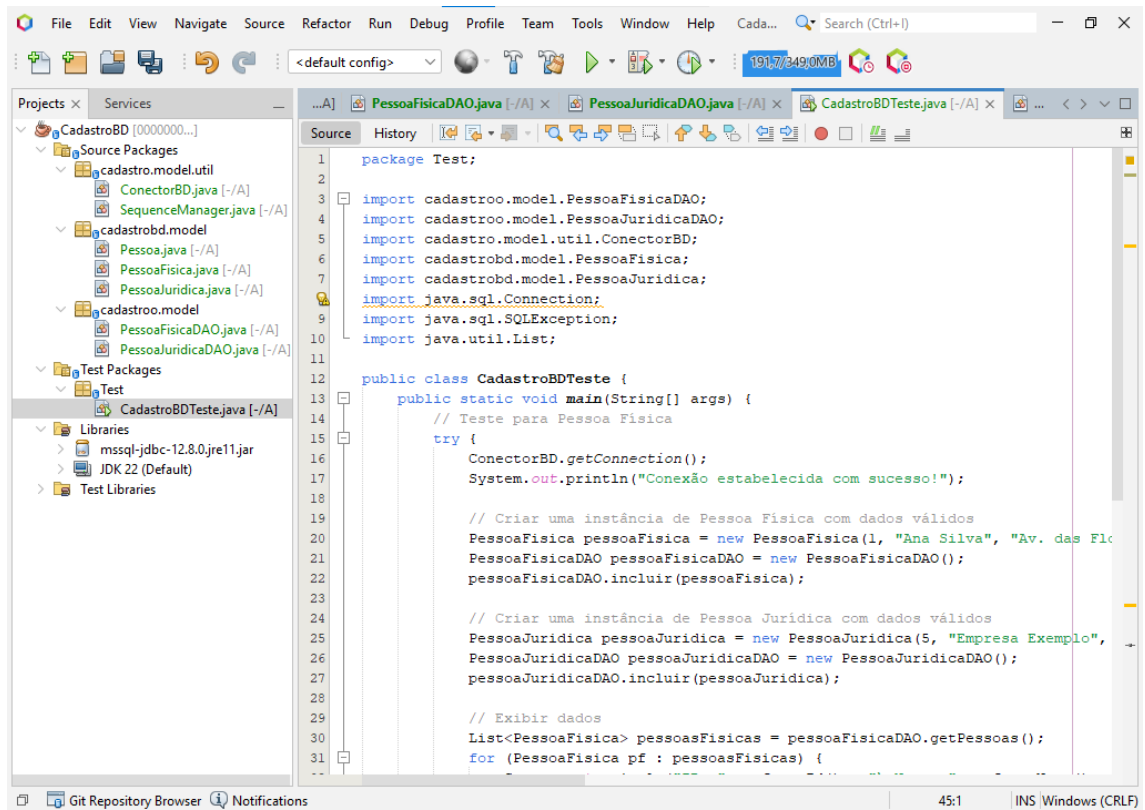 File Edit View Navigate Source Refactor Run Debug Profile Team Tools Window Help Cada... Search (Ctrl+I)
<default config> 191,7/349,0MB
Projects Services
...A] PessoaFisicaDAO.java [-/A] PessoaJuridicaDAO.java [-/A] CadastroBDTeste.java [-/A] ...
Source History
CadastroBD [0000000...]
Source Packages
cadastro.model.util
ConectorBD.java [-/A]
SequenceManager.java [-/A]
cadastrobd.model
Pessoa.java [-/A]
PessoaFisica.java [-/A]
PessoaJuridica.java [-/A]
cadastroo.model
PessoaFisicaDAO.java [-/A]
PessoaJuridicaDAO.java [-/A]
Test Packages
Test
CadastroBDTeste.java [-/A]
Libraries
mssql-jdbc-12.8.0.jre11.jar
JDK 22 (Default)
Test Libraries
1 package Test;
2
3 import cadastroo.model.PessoaFisicaDAO;
4 import cadastroo.model.PessoaJuridicaDAO;
5 import cadastro.model.util.ConectorBD;
6 import cadastrobd.model.PessoaFisica;
7 import cadastrobd.model.PessoaJuridica;
import java.sql.Connection;
9 import java.sql.SQLException;
10 import java.util.List;
11
12 public class CadastroBDTeste {
13 public static void main(String[] args) {
14 // Teste para Pessoa Física
15 try {
16 ConectorBD.getConnection();
17 System.out.println("Conexão estabelecida com sucesso!");
18
19 // Criar uma instância de Pessoa Física com dados válidos
20 PessoaFisica pessoaFisica = new PessoaFisica(1, "Ana Silva", "Av. das Flo
21 PessoaFisicaDAO pessoaFisicaDAO = new PessoaFisicaDAO();
22 pessoaFisicaDAO.incluir(pessoaFisica);
23
24 // Criar uma instância de Pessoa Jurídica com dados válidos
25 PessoaJuridica pessoaJuridica = new PessoaJuridica(5, "Empresa Exemplo",
26 PessoaJuridicaDAO pessoaJuridicaDAO = new PessoaJuridicaDAO();
27 pessoaJuridicaDAO.incluir(pessoaJuridica);
28
29 // Exibir dados
30 List<PessoaFisica> pessoasFisicas = pessoaFisicaDAO.getPessoas();
31 for (PessoaFisica pf : pessoasFisicas) {
Git Repository Browser Notifications 45:1 INS Windows (CRLF)